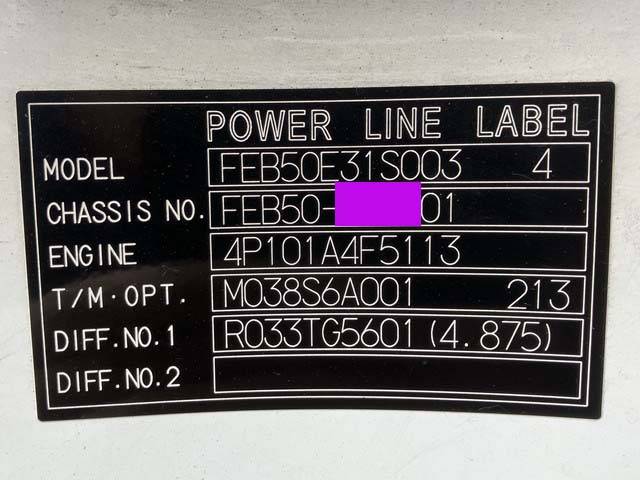 POWER LINE LABEL
MODEL FEB50E31S003 4
CHASSIS NO. FEB50- 01
ENGINE 4P101A4F5113
T/M·OPT. M038S6A001 213
DIFF.NO.1 R033TG5601 (4.875)
DIFF.NO.2